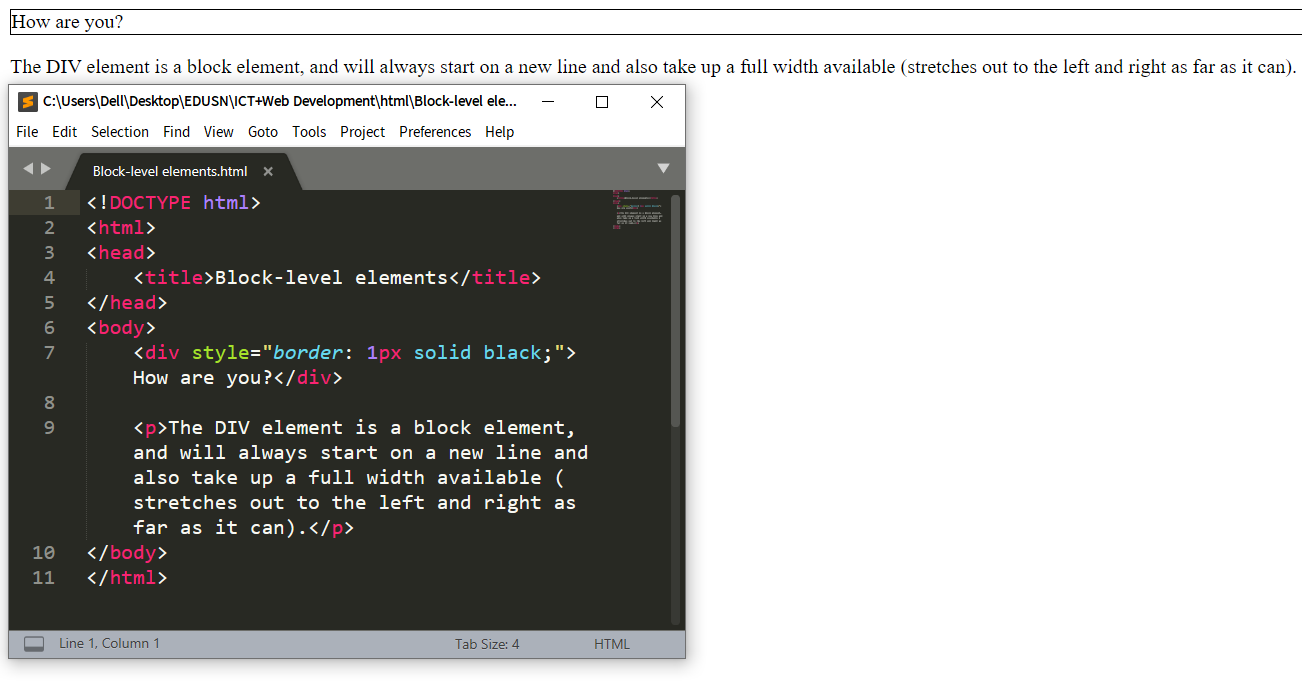 How are you?
The DIV element is a block element, and will always start on a new line and also take up a full width available (stretches out to the left and right as far as it can).
C:\Users\Dell\Desktop\EDUSN\ICT+Web Development\html\Block-level ele...
File Edit Selection Find View Goto Tools Project Preferences Help
Block-level elements.html
1 <!DOCTYPE html>
2 <html>
3 <head>
4 <title>Block-level elements</title>
5 </head>
6 <body>
7 <div style="border: 1px solid black;">
How are you?</div>
8
9 <p>The DIV element is a block element,
and will always start on a new line and
also take up a full width available (
stretches out to the left and right as
far as it can).</p>
10 </body>
11 </html>
Line 1, Column 1 Tab Size: 4 HTML